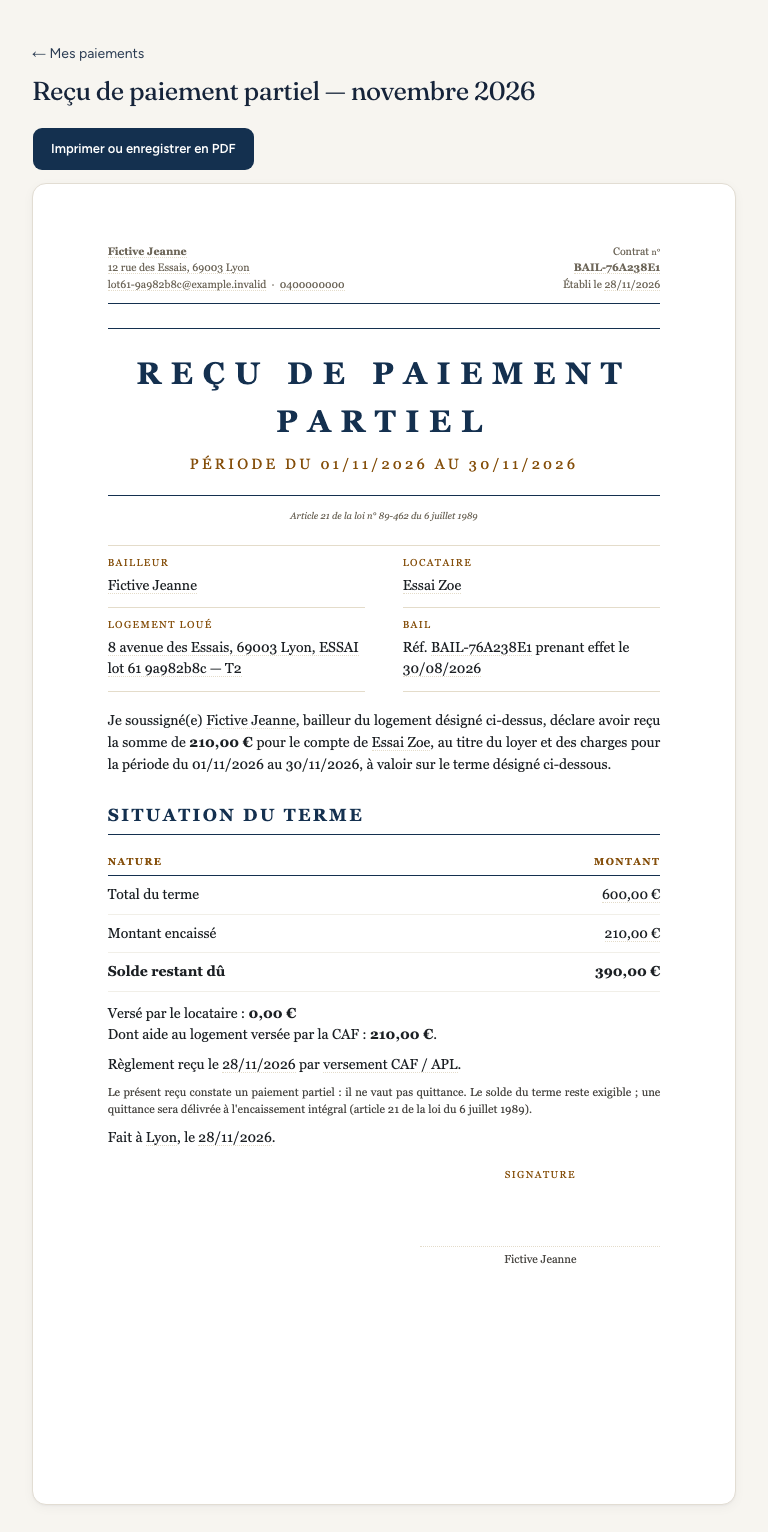 ← Mes paiements
Reçu de paiement partiel — novembre 2026
Imprimer ou enregistrer en PDF
Fictive Jeanne
12 rue des Essais, 69003 Lyon
lot61-9a982b8c@example.invalid · 0400000000
Contrat n°
BAIL-76A238E1
Établi le 28/11/2026
REÇU DE PAIEMENT
PARTIEL
PÉRIODE DU 01/11/2026 AU 30/11/2026
Article 21 de la loi n° 89-462 du 6 juillet 1989
BAILLEUR
Fictive Jeanne
LOCATAIRE
Essai Zoe
LOGEMENT LOUÉ
8 avenue des Essais, 69003 Lyon, ESSAI
lot 61 9a982b8c — T2
BAIL
Réf. BAIL-76A238E1 prenant effet le
30/08/2026
Je soussigné(e) Fictive Jeanne, bailleur du logement désigné ci-dessus, déclare avoir reçu
la somme de 210,00 € pour le compte de Essai Zoe, au titre du loyer et des charges pour
la période du 01/11/2026 au 30/11/2026, à valoir sur le terme désigné ci-dessous.
SITUATION DU TERME
NATURE MONTANT
Total du terme 600,00 €
Montant encaissé 210,00 €
Solde restant dû 390,00 €
Versé par le locataire : 0,00 €
Dont aide au logement versée par la CAF : 210,00 €.
Règlement reçu le 28/11/2026 par versement CAF / APL.
Le présent reçu constate un paiement partiel : il ne vaut pas quittance. Le solde du terme reste exigible ; une
quittance sera délivrée à l'encaissement intégral (article 21 de la loi du 6 juillet 1989).
Fait à Lyon, le 28/11/2026.
SIGNATURE
Fictive Jeanne